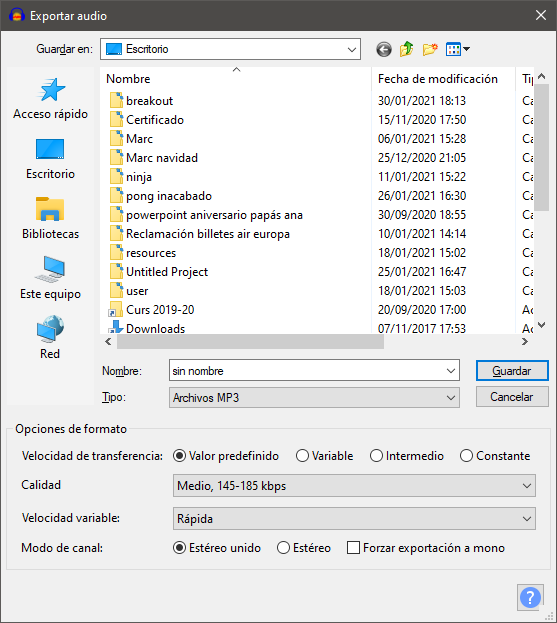 Exportar audio
Guardar en: Escritorio
Acceso rápido
Escritorio
Bibliotecas
Este equipo
Red
Nombre Fecha de modificación Tip
breakout 30/01/2021 18:13 Ca
Certificado 15/11/2020 17:50 Ca
Marc 06/01/2021 15:28 Ca
Marc navidad 25/12/2020 21:05 Ca
ninja 11/01/2021 15:22 Ca
pong inacabado 26/01/2021 16:30 Ca
powerpoint aniversario papás ana 30/09/2020 18:55 Ca
Reclamación billetes air europa 10/01/2021 14:14 Ca
resources 18/01/2021 15:02 Ca
Untitled Project 25/01/2021 16:47 Ca
user 18/01/2021 15:03 Ca
Curs 2019-20 20/09/2020 17:00 Ac
Downloads 07/11/2017 17:53 Ac
Nombre: sin nombre Guardar
Tipo: Archivos MP3 Cancelar
Opciones de formato
Velocidad de transferencia: Valor predefinido Variable Intermedio Constante
Calidad Medio, 145-185 kbps
Velocidad variable: Rápida
Modo de canal: Estéreo unido Estéreo Forzar exportación a mono
?